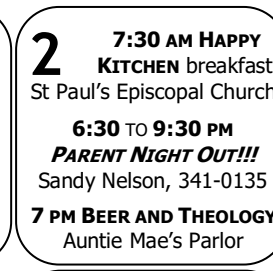 2
7:30 AM HAPPY
KITCHEN breakfast
St Paul's Episcopal Church
6:30 TO 9:30 PM
PARENT NIGHT OUT!!!
Sandy Nelson, 341-0135
7 PM BEER AND THEOLOGY
Auntie Mae's Parlor